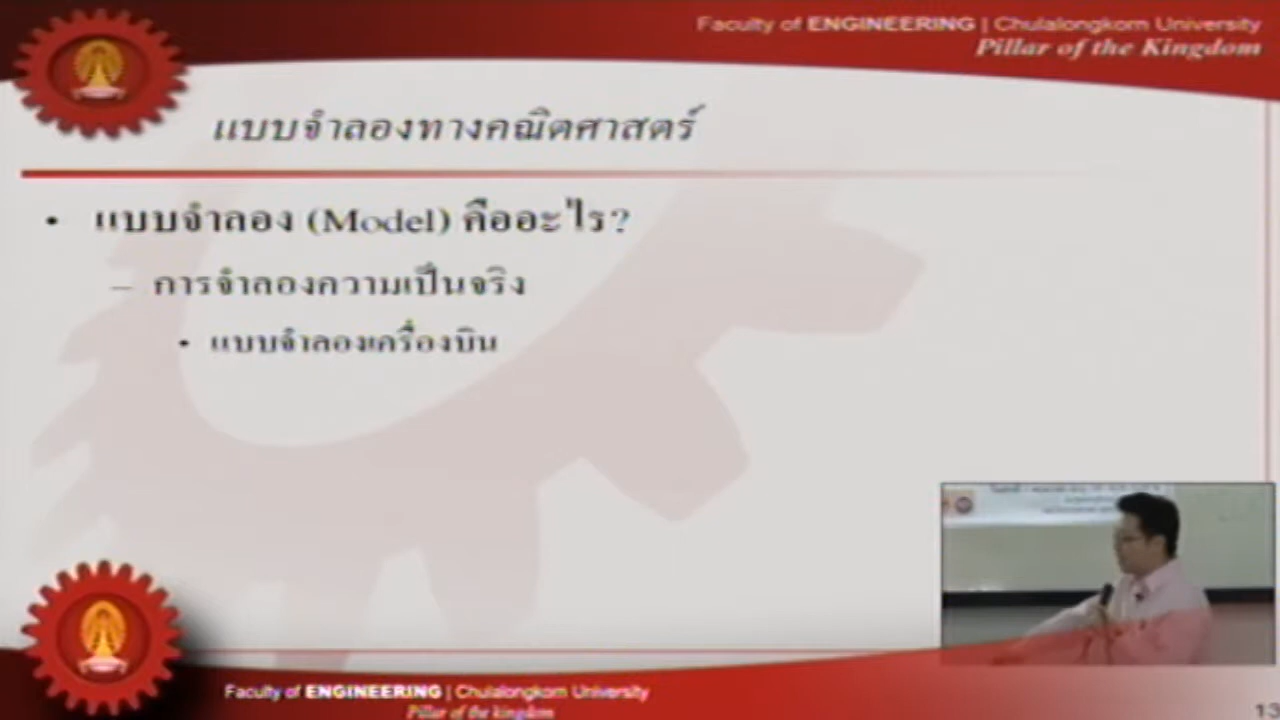 Faculty of ENGINEERING | Chulalongkorn University
Pillar of the Kingdom
แบบจำลองทางคณิตศาสตร์
• แบบจำลอง (Model) คืออะไร?
– การจำลองความเป็นจริง
• แบบจำลองเครื่องบิน
Faculty of ENGINEERING | Chulalongkorn University
Pillar of the kingdom
13